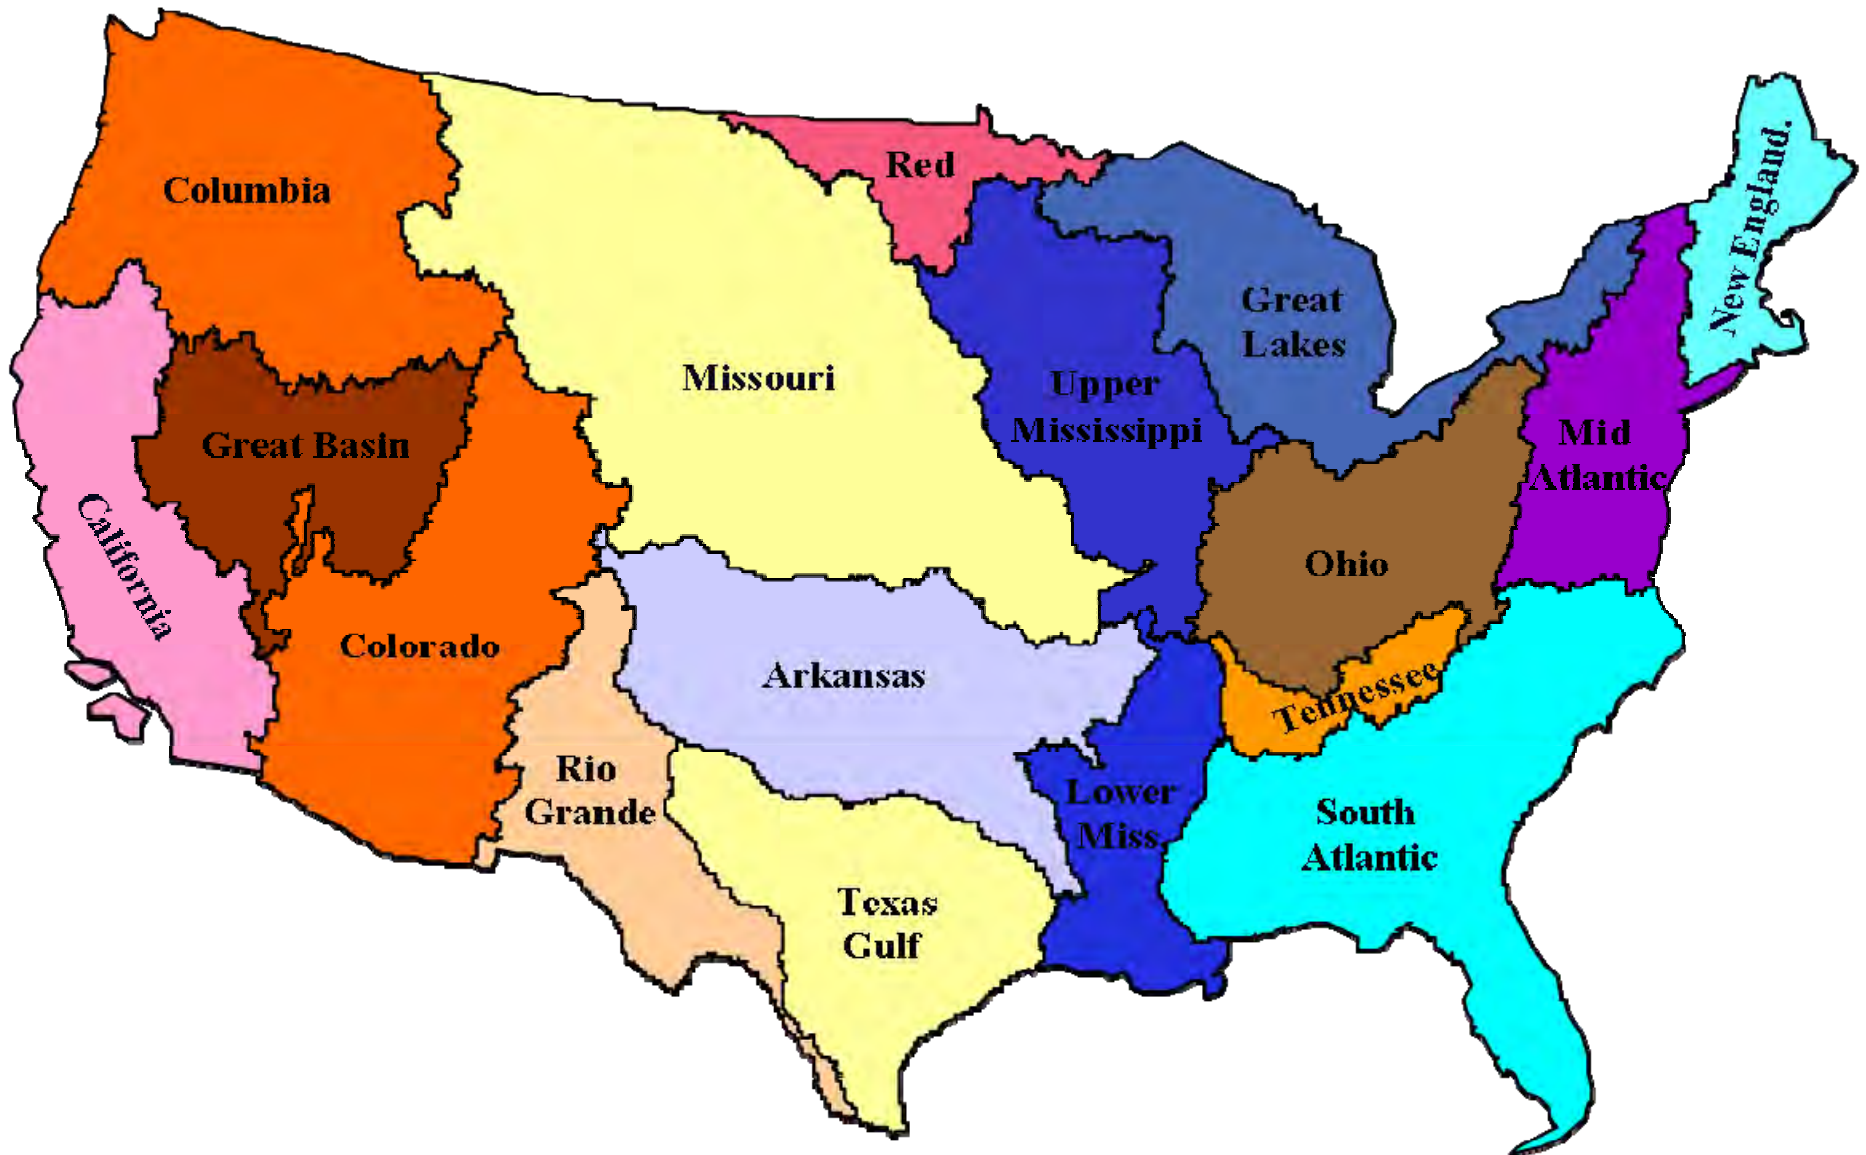 Columbia
Red
New England.
Great
Lakes
Missouri
Upper
Mississippi
Great Basin
Mid
Atlantic
California
Ohio
Colorado
Arkansas
Tennessee
Rio
Grande
Lower
Miss
South
Atlantic
Texas
Gulf